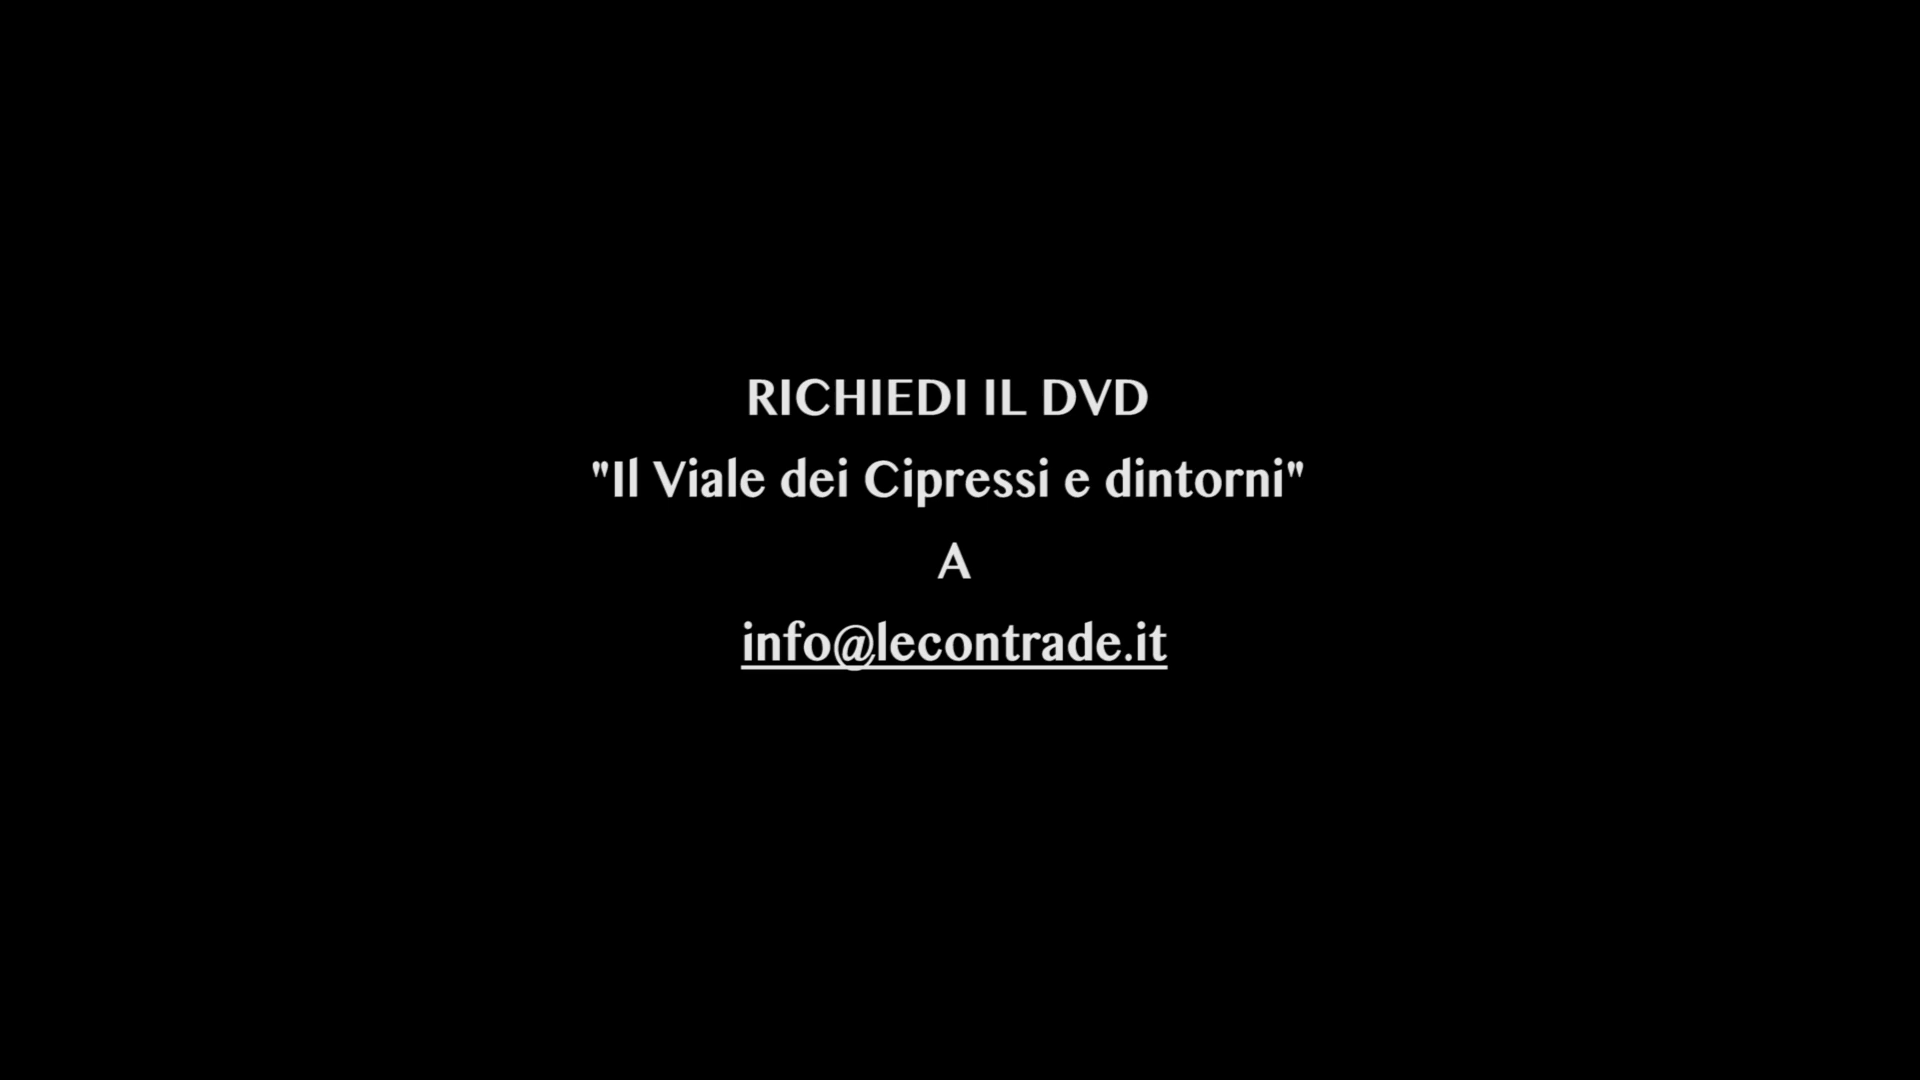 RICHIEDI IL DVD
"Il Viale dei Cipressi e dintorni"
A
info@lecontrade.it